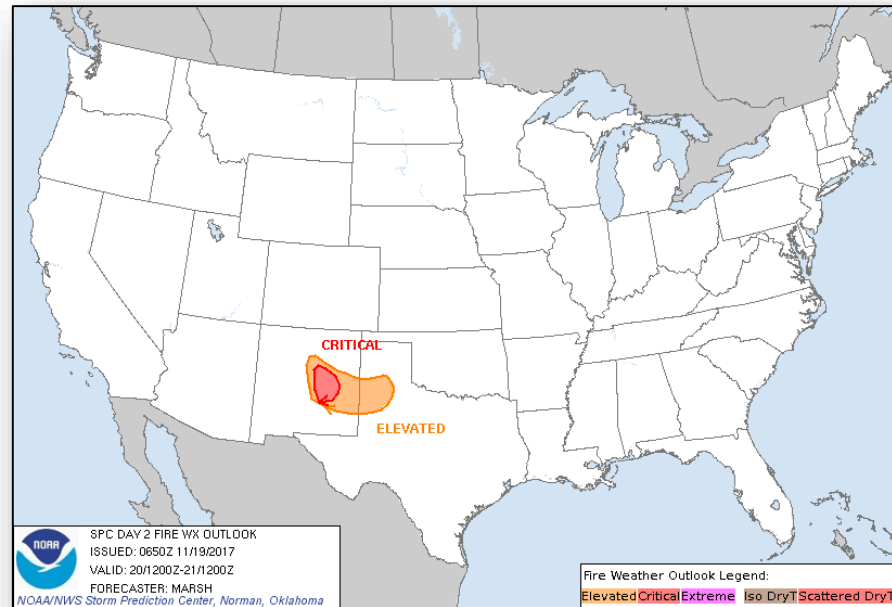 CRITICAL
ELEVATED
NOAA
SPC DAY 2 FIRE WX OUTLOOK
ISSUED: 0650Z 11/19/2017
VALID: 20/1200Z-21/1200Z
FORECASTER: MARSH
NOAA/NWS Storm Prediction Center, Norman, Oklahoma
Fire Weather Outlook Legend:
Elevated Critical Extreme Iso DryT Scattered DryT